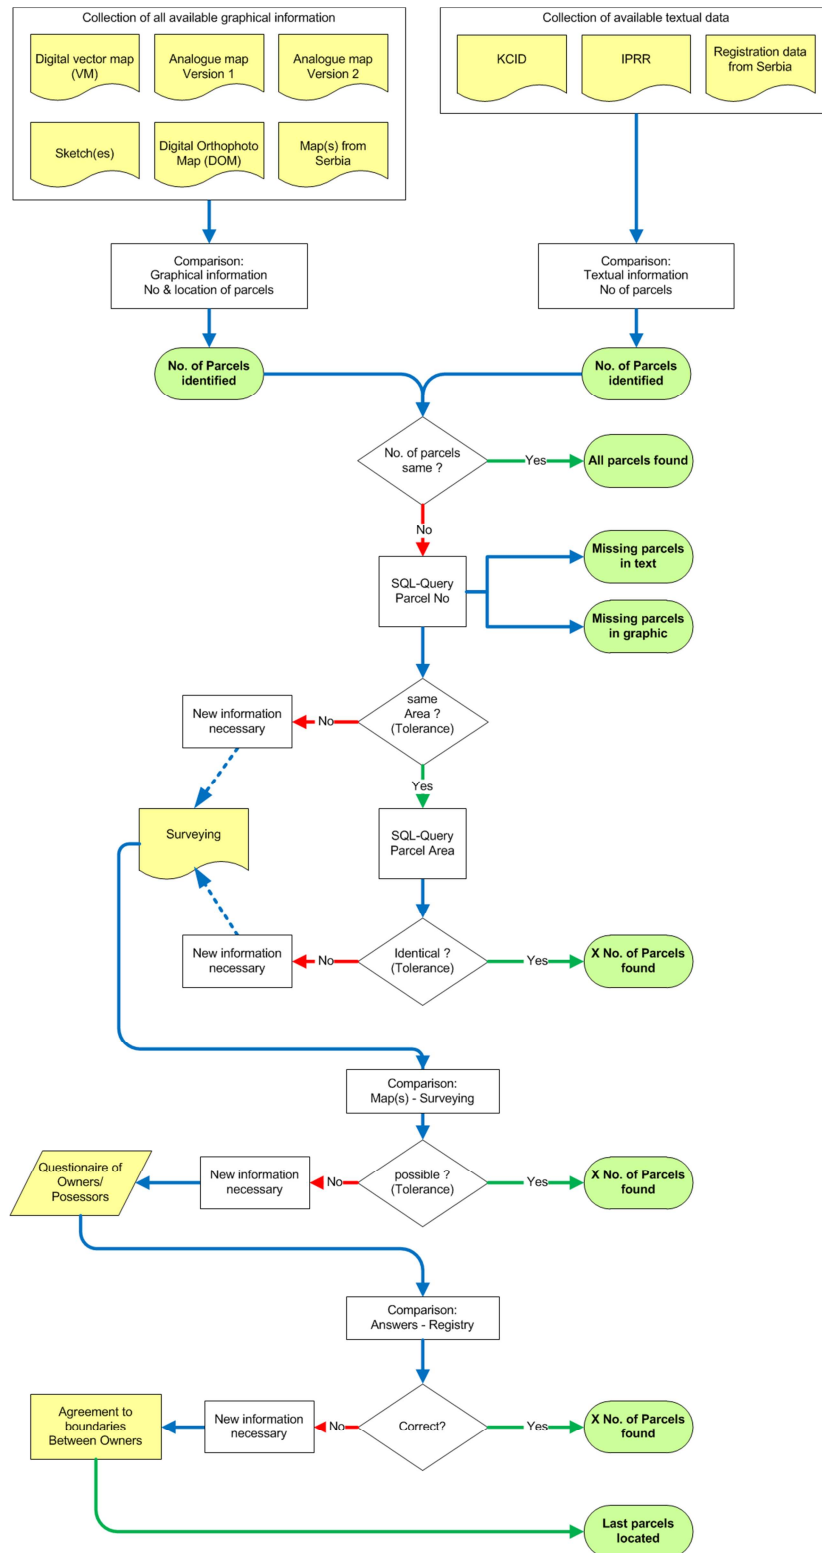 Collection of all available graphical information
Digital vector map
(VM)
Analogue map
Version 1
Analogue map
Version 2
Sketch(es)
Digital Orthophoto
Map (DOM)
Map(s) from
Serbia
Collection of available textual data
KCID
IPRR
Registration data
from Serbia
Comparison:
Graphical information
No & location of parcels
Comparison:
Textual information
No of parcels
No. of Parcels
identified
No. of Parcels
identified
No. of parcels
same ?
Yes
All parcels found
No
SQL-Query
Parcel No
Missing parcels
in text
Missing parcels
in graphic
same
Area ?
(Tolerance)
No
New information
necessary
Yes
Surveying
SQL-Query
Parcel Area
Identical ?
(Tolerance)
No
New information
necessary
Yes
X No. of Parcels
found
Comparison:
Map(s) - Surveying
possible ?
(Tolerance)
No
New information
necessary
Questionaire of
Owners/
Posessors
Yes
X No. of Parcels
found
Comparison:
Answers - Registry
Correct?
No
New information
necessary
Agreement to
boundaries
Between Owners
Yes
X No. of Parcels
found
Last parcels
located